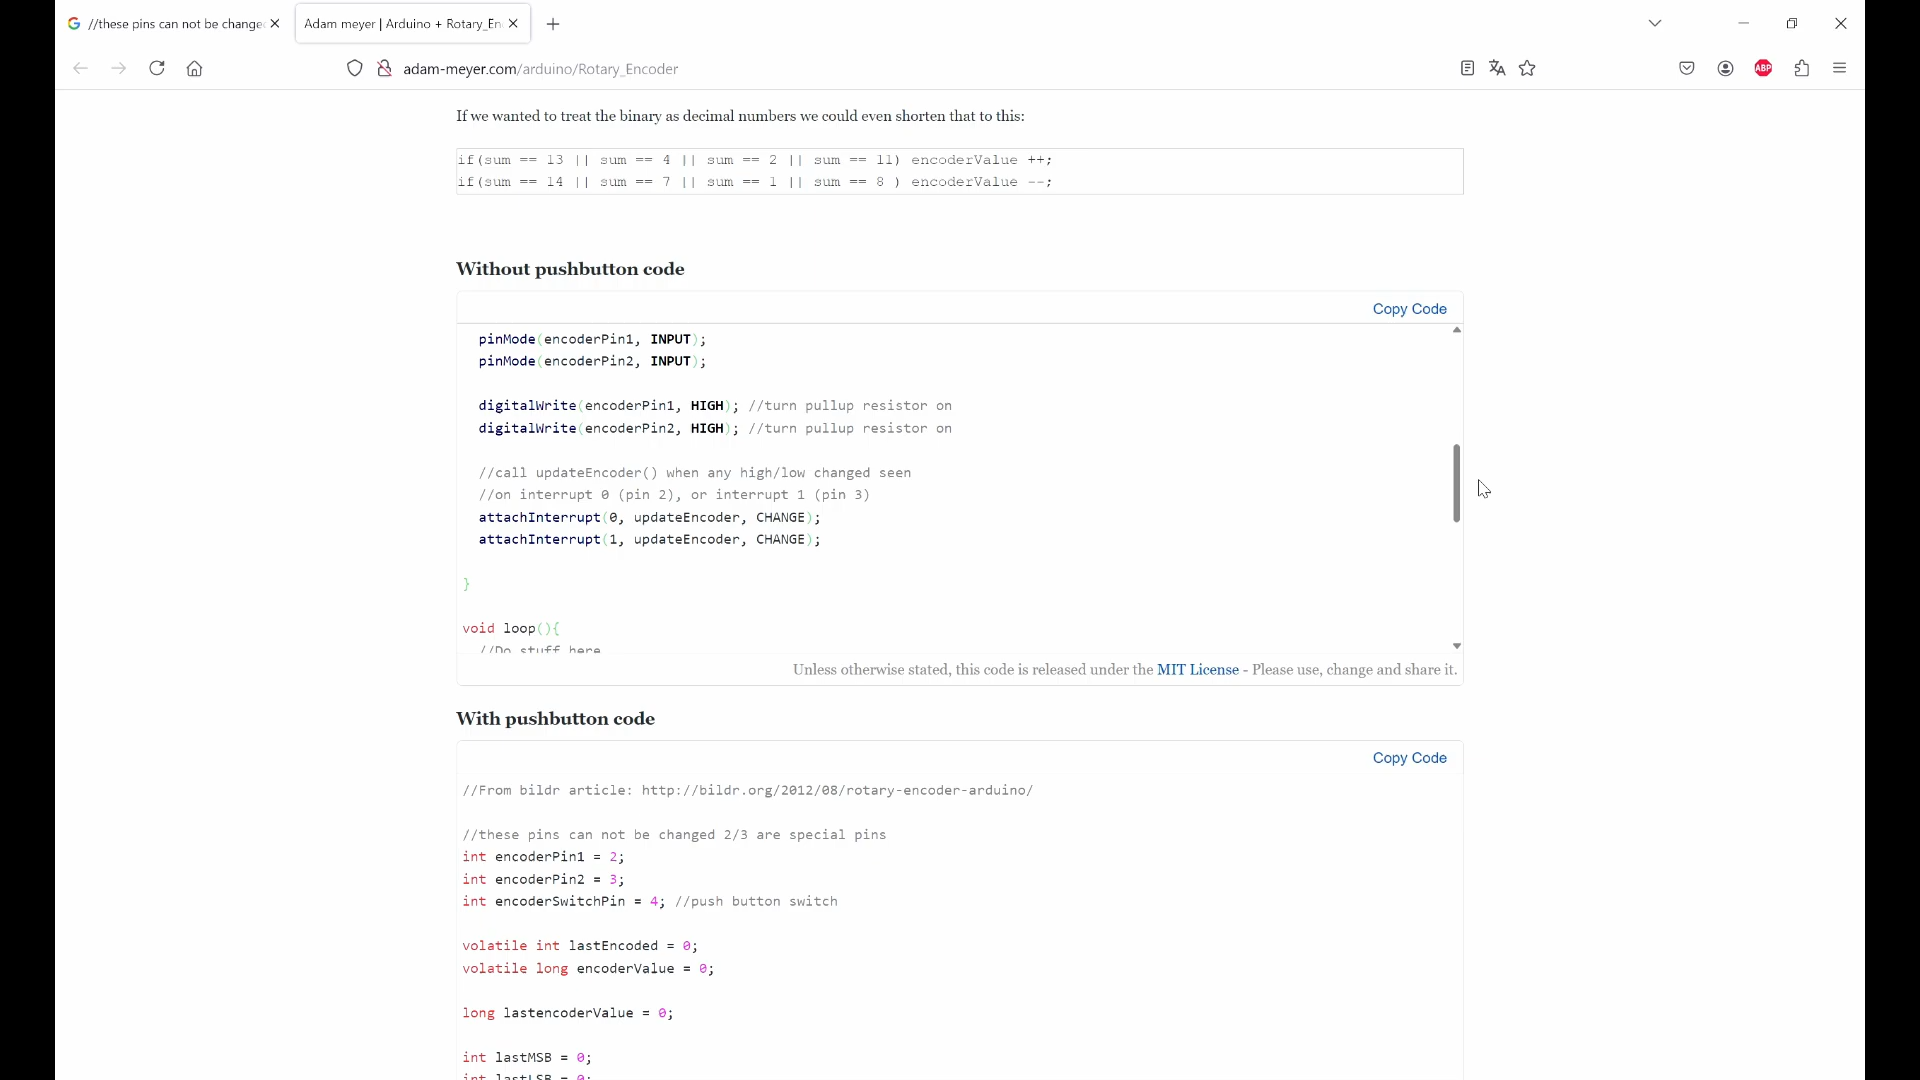 //these pins can not be change
Adam meyer | Arduino + Rotary_En
adam-meyer.com/arduino/Rotary_Encoder
ABP
If we wanted to treat the binary as decimal numbers we could even shorten that to this:
if(sum == 13 || sum == 4 || sum == 2 || sum == 11) encoderValue ++;
if(sum == 14 || sum == 7 || sum == 1 || sum == 8 ) encoderValue --;
Without pushbutton code
Copy Code
pinMode(encoderPin1, INPUT);
pinMode(encoderPin2, INPUT);
digitalWrite(encoderPin1, HIGH); //turn pullup resistor on
digitalWrite(encoderPin2, HIGH); //turn pullup resistor on
//call updateEncoder() when any high/low changed seen
//on interrupt 0 (pin 2), or interrupt 1 (pin 3)
attachInterrupt(0, updateEncoder, CHANGE);
attachInterrupt(1, updateEncoder, CHANGE);
}
void loop(){
//Do stuff here
Unless otherwise stated, this code is released under the MIT License - Please use, change and share it.
With pushbutton code
Copy Code
//From bildr article: http://bildr.org/2012/08/rotary-encoder-arduino/
//these pins can not be changed 2/3 are special pins
int encoderPin1 = 2;
int encoderPin2 = 3;
int encoderSwitchPin = 4; //push button switch
volatile int lastEncoded = 0;
volatile long encoderValue = 0;
long lastencoderValue = 0;
int lastMSB = 0;
int lastLSB = 0;